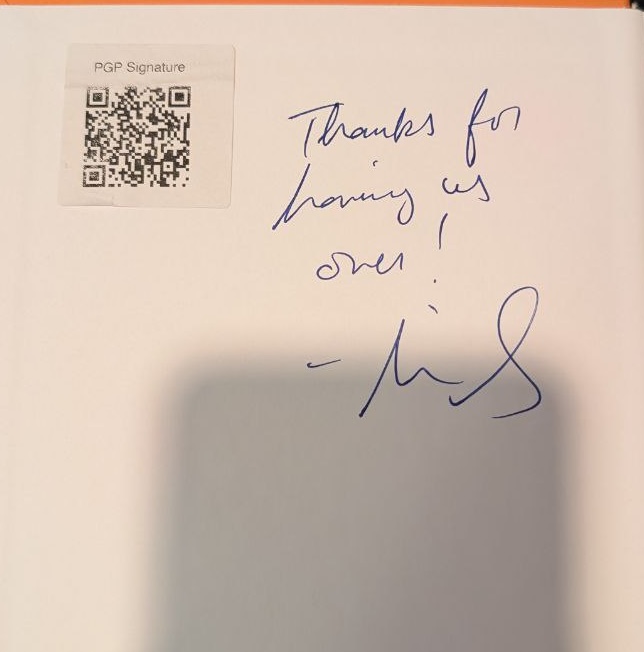 PGP Signature
Thanks for
having us
over!